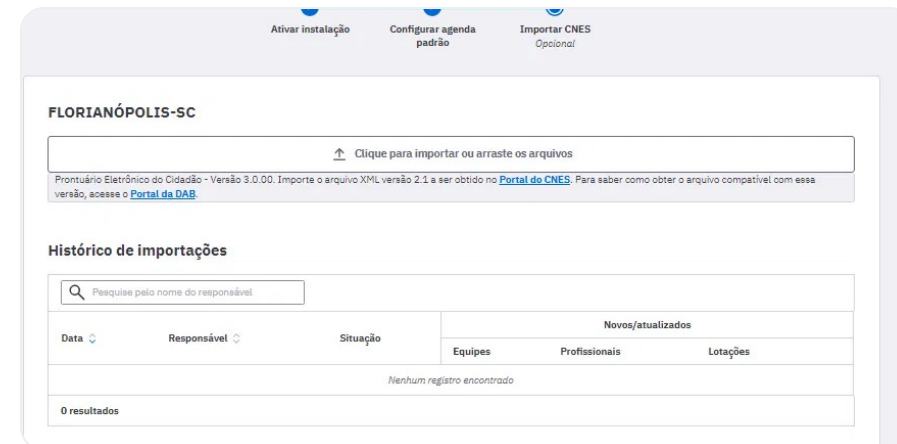 Ativar instalação
Configurar agenda
padrão
Importar CNES
Opcional
FLORIANÓPOLIS-SC
Clique para importar ou arraste os arquivos
Prontuário Eletrônico do Cidadão - Versão 3.0.00. Importe o arquivo XML versão 2.1 a ser obtido no Portal do CNES. Para saber como obter o arquivo compatível com essa
versão, acesse o Portal da DAB.
Histórico de importações
Pesquise pelo nome do responsável
Data
Responsável
Situação
Novos/atualizados
Equipes
Profissionais
Lotações
Nenhum registro encontrado
0 resultados